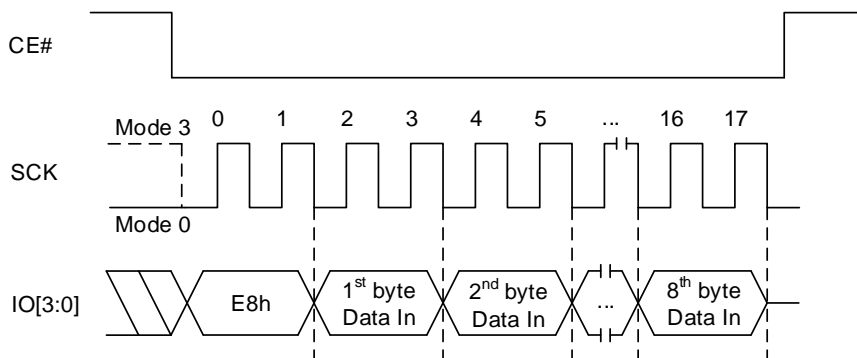 CE#
0 1 2 3 4 5 ... 16 17
Mode 3
SCK
Mode 0
IO[3:0]
E8h
1st byte
Data In
2nd byte
Data In
...
8th byte
Data In